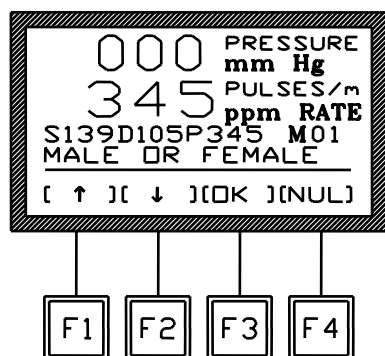 000 PRESSURE
mm Hg
345 PULSES/m
ppm RATE
S139D105P345 M01
MALE OR FEMALE
[ ↑ ][ ↓ ][OK ][NUL]
F1 F2 F3 F4